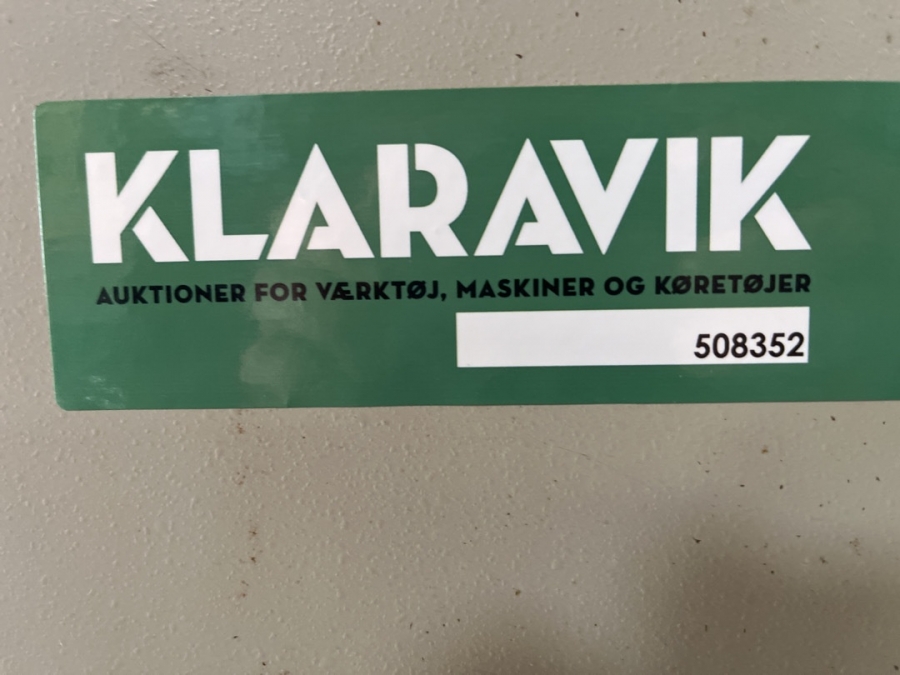 KLARAVIK
AUKTIONER FOR VÆRKTØJ, MASKINER OG KØRETØJER
508352